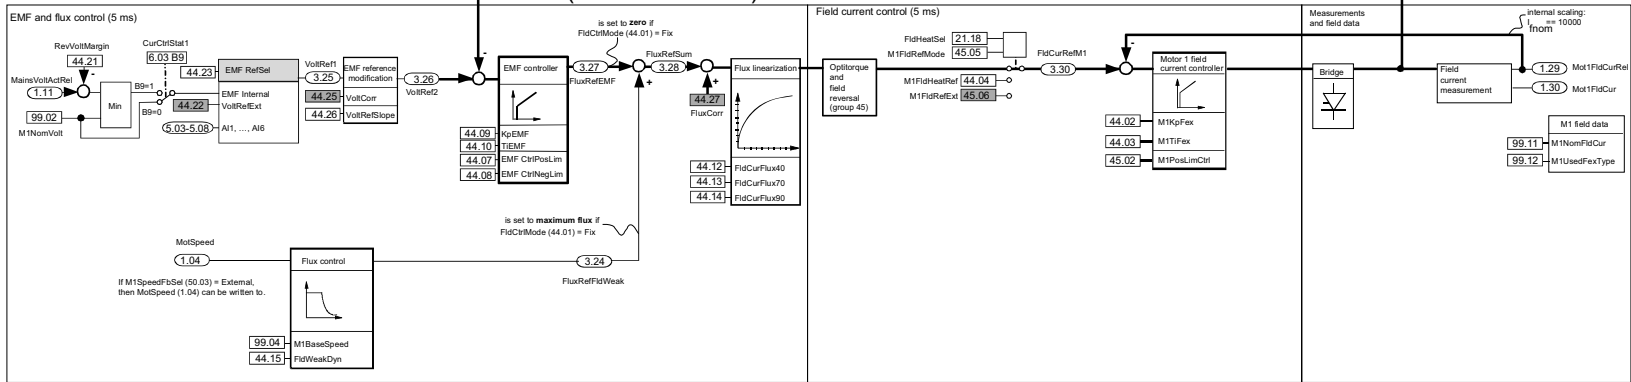 EMF and flux control (5 ms)
RevVoltMargin
44.21
CurCtrlStat1
6.03 B9
MainsVoltActRel
1.11
-
99.02
M1NomVolt
Min
B9=1
B9=0
44.23
EMF RefSel
EMF Internal
44.22
VoltRefExt
5.03-5.08
AI1, ..., AI6
VoltRef1
3.25
EMF reference
modification
44.25
VoltCorr
44.26
VoltRefSlope
3.26
VoltRef2
-
EMF controller
44.09
KpEMF
44.10
TiEMF
44.07
EMF CtrlPosLim
44.08
EMF CtrlNegLim
is set to zero if
FldCtrlMode (44.01) = Fix
3.27
FluxRefEMF
FluxRefSum
3.28
+
+
44.27
FluxCorr
Flux linearization
44.12
FldCurFlux40
44.13
FldCurFlux70
44.14
FldCurFlux90
is set to maximum flux if
FldCtrlMode (44.01) = Fix
MotSpeed
1.04
If M1SpeedFbSel (50.03) = External,
then MotSpeed (1.04) can be written to.
Flux control
99.04
M1BaseSpeed
44.15
FldWeakDyn
3.24
FluxRefFldWeak
Field current control (5 ms)
Optitorque
and
field
reversal
(group 45)
FldHeatSel
21.18
M1FldRefMode
45.05
M1FldHeatRef
44.04
M1FldRefExt
45.06
FldCurRefM1
3.30
-
Motor 1 field
current controller
44.02
M1KpFex
44.03
M1TiFex
45.02
M1PosLimCtrl
Measurements
and field data
internal scaling:
I fnom == 10000
Bridge
Field
current
measurement
1.29
Mot1FldCurRel
1.30
Mot1FldCur
M1 field data
99.11
M1NomFldCur
99.12
M1UsedFexType